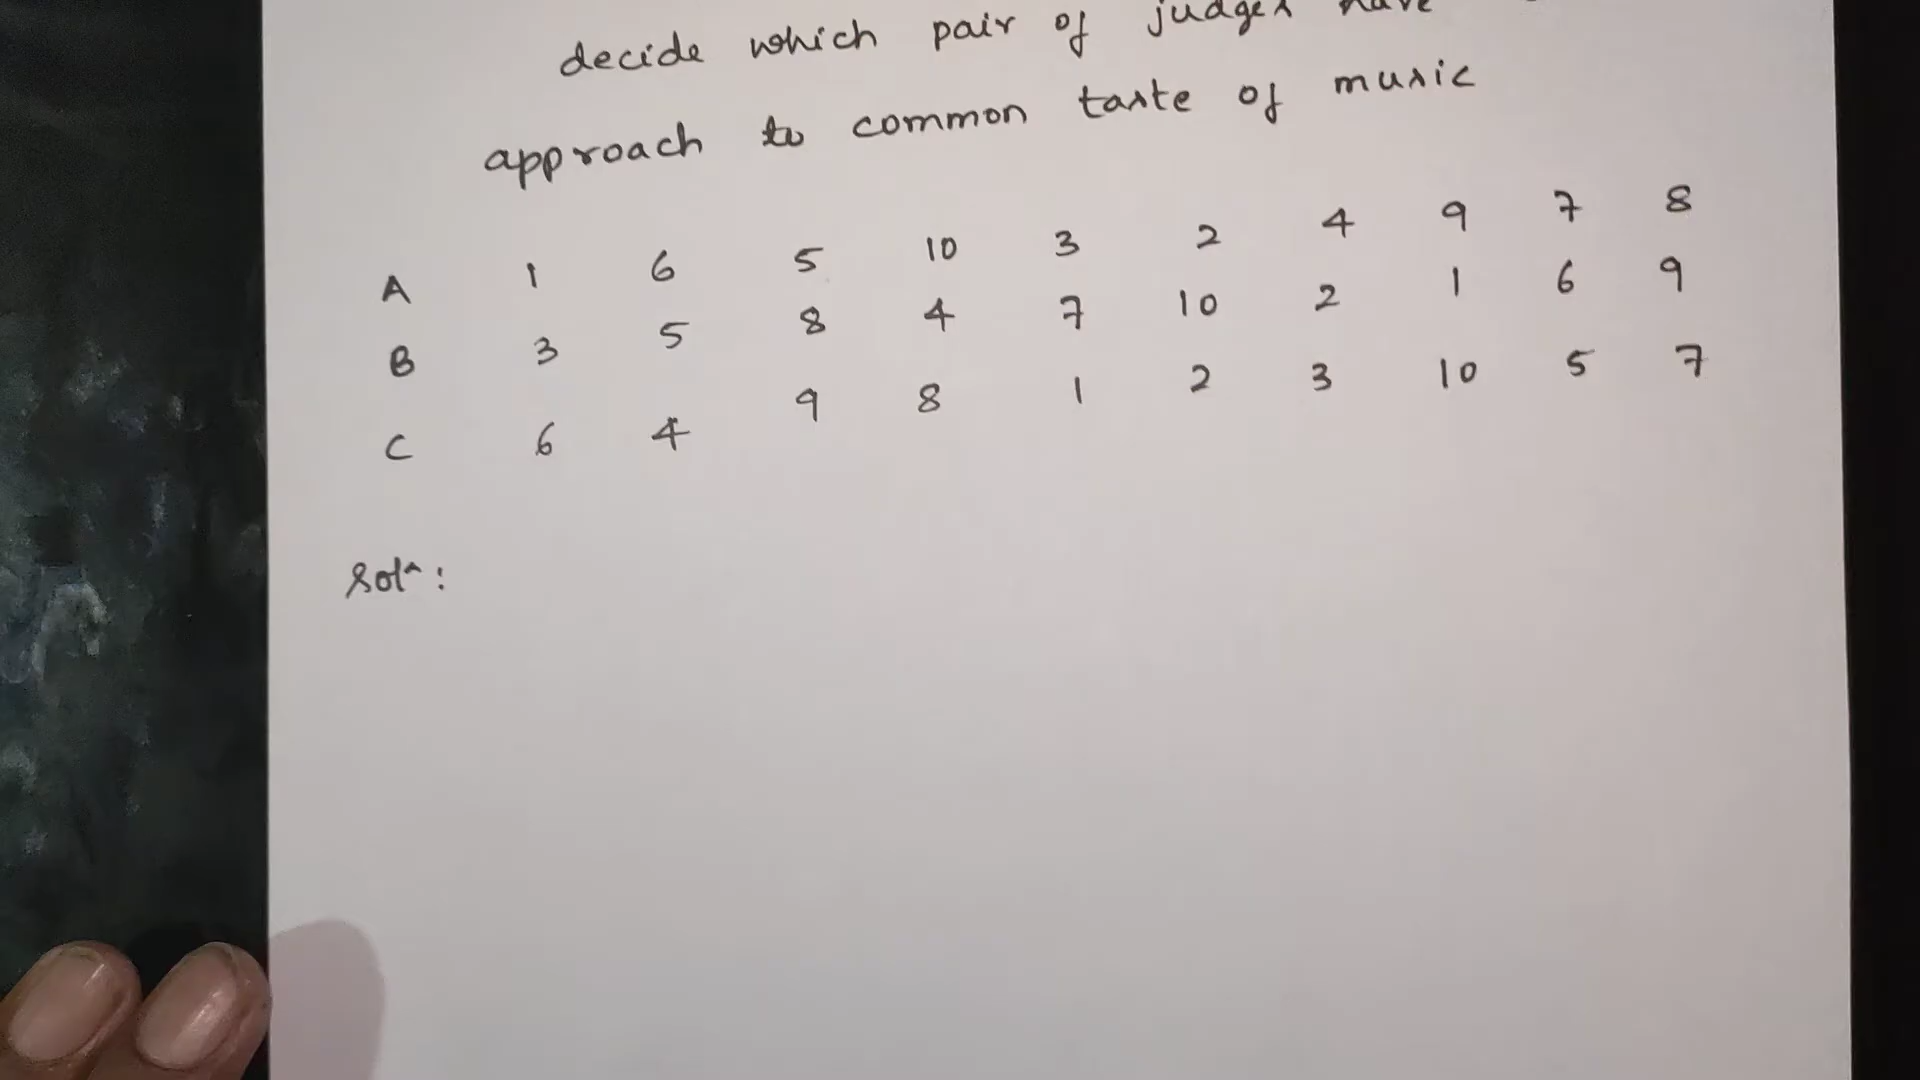 decide which pair of judges have
approach to common taste of music
A 1 6 5 10 3 2 4 9 7 8
B 3 5 8 4 7 10 2 1 6 9
C 6 4 9 8 1 2 3 10 5 7
Solⁿ: